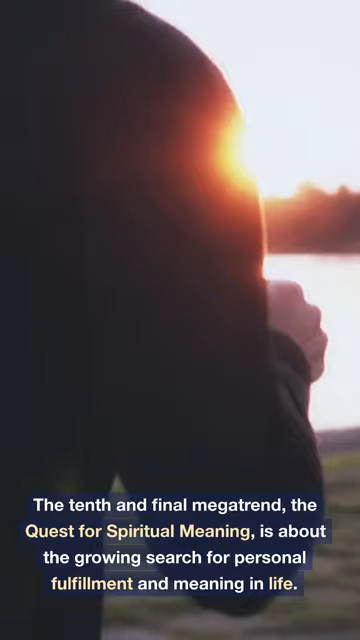 The tenth and final megatrend, the
Quest for Spiritual Meaning, is about
the growing search for personal
fulfillment and meaning in life.